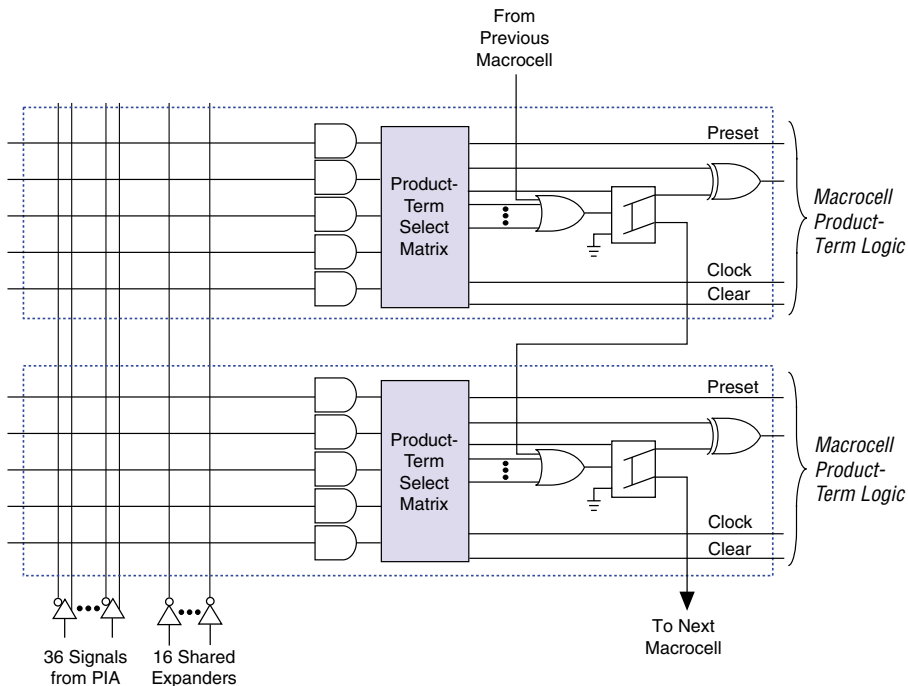 From
Previous
Macrocell
Preset
Product-
Term
Select
Matrix
Macrocell
Product-
Term Logic
Clock
Clear
Preset
Product-
Term
Select
Matrix
Macrocell
Product-
Term Logic
Clock
Clear
36 Signals
from PIA
16 Shared
Expanders
To Next
Macrocell